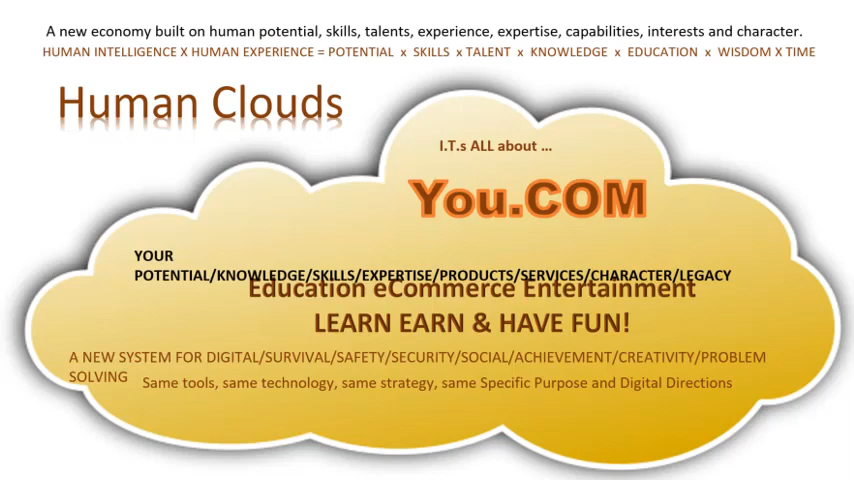 A new economy built on human potential, skills, talents, experience, expertise, capabilities, interests and character.
HUMAN INTELLIGENCE X HUMAN EXPERIENCE = POTENTIAL x SKILLS x TALENT x KNOWLEDGE x EDUCATION x WISDOM X TIME
Human Clouds
I.T.s ALL about ...
You.COM
YOUR
POTENTIAL/KNOWLEDGE/SKILLS/EXPERTISE/PRODUCTS/SERVICES/CHARACTER/LEGACY
Education eCommerce Entertainment
LEARN EARN & HAVE FUN!
A NEW SYSTEM FOR DIGITAL/SURVIVAL/SAFETY/SECURITY/SOCIAL/ACHIEVEMENT/CREATIVITY/PROBLEM
SOLVING
Same tools, same technology, same strategy, same Specific Purpose and Digital Directions